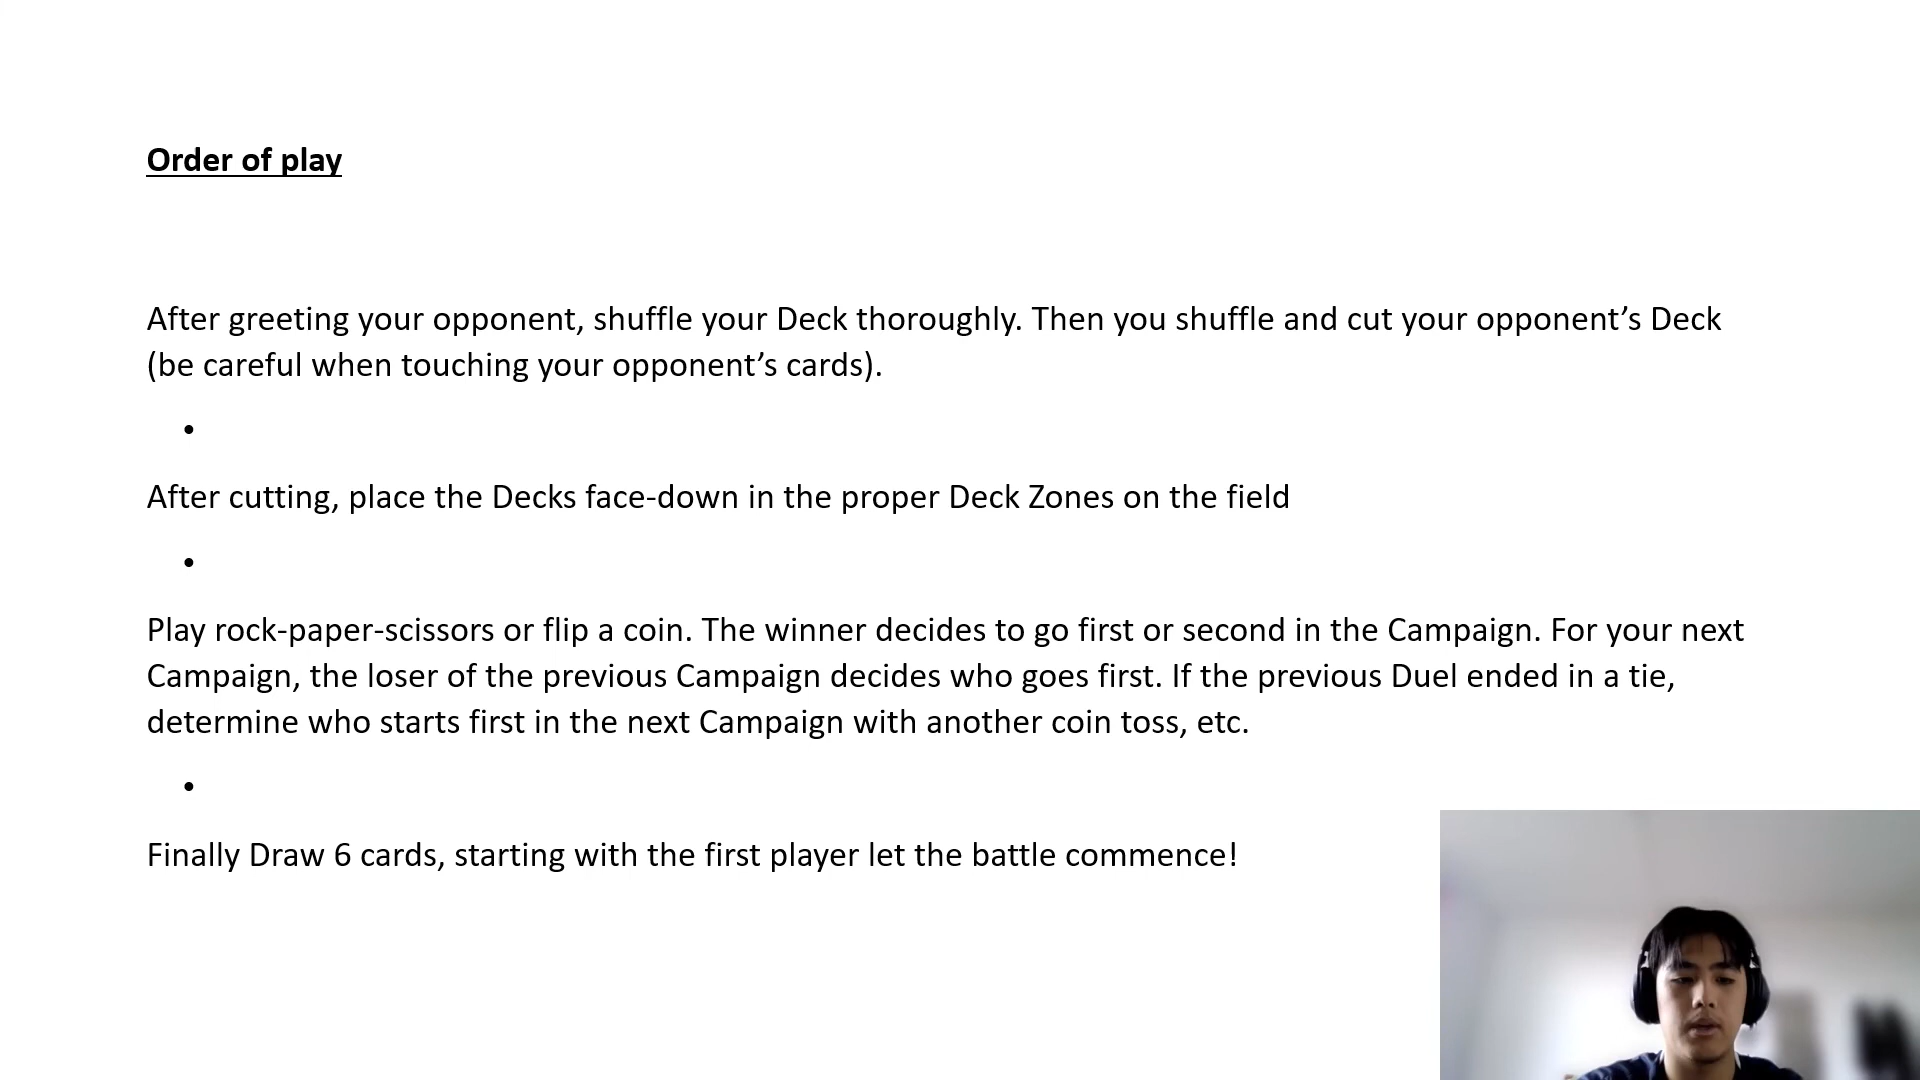 Order of play
After greeting your opponent, shuffle your Deck thoroughly. Then you shuffle and cut your opponent’s Deck
(be careful when touching your opponent’s cards).
•
After cutting, place the Decks face-down in the proper Deck Zones on the field
•
Play rock-paper-scissors or flip a coin. The winner decides to go first or second in the Campaign. For your next
Campaign, the loser of the previous Campaign decides who goes first. If the previous Duel ended in a tie,
determine who starts first in the next Campaign with another coin toss, etc.
•
Finally Draw 6 cards, starting with the first player let the battle commence!